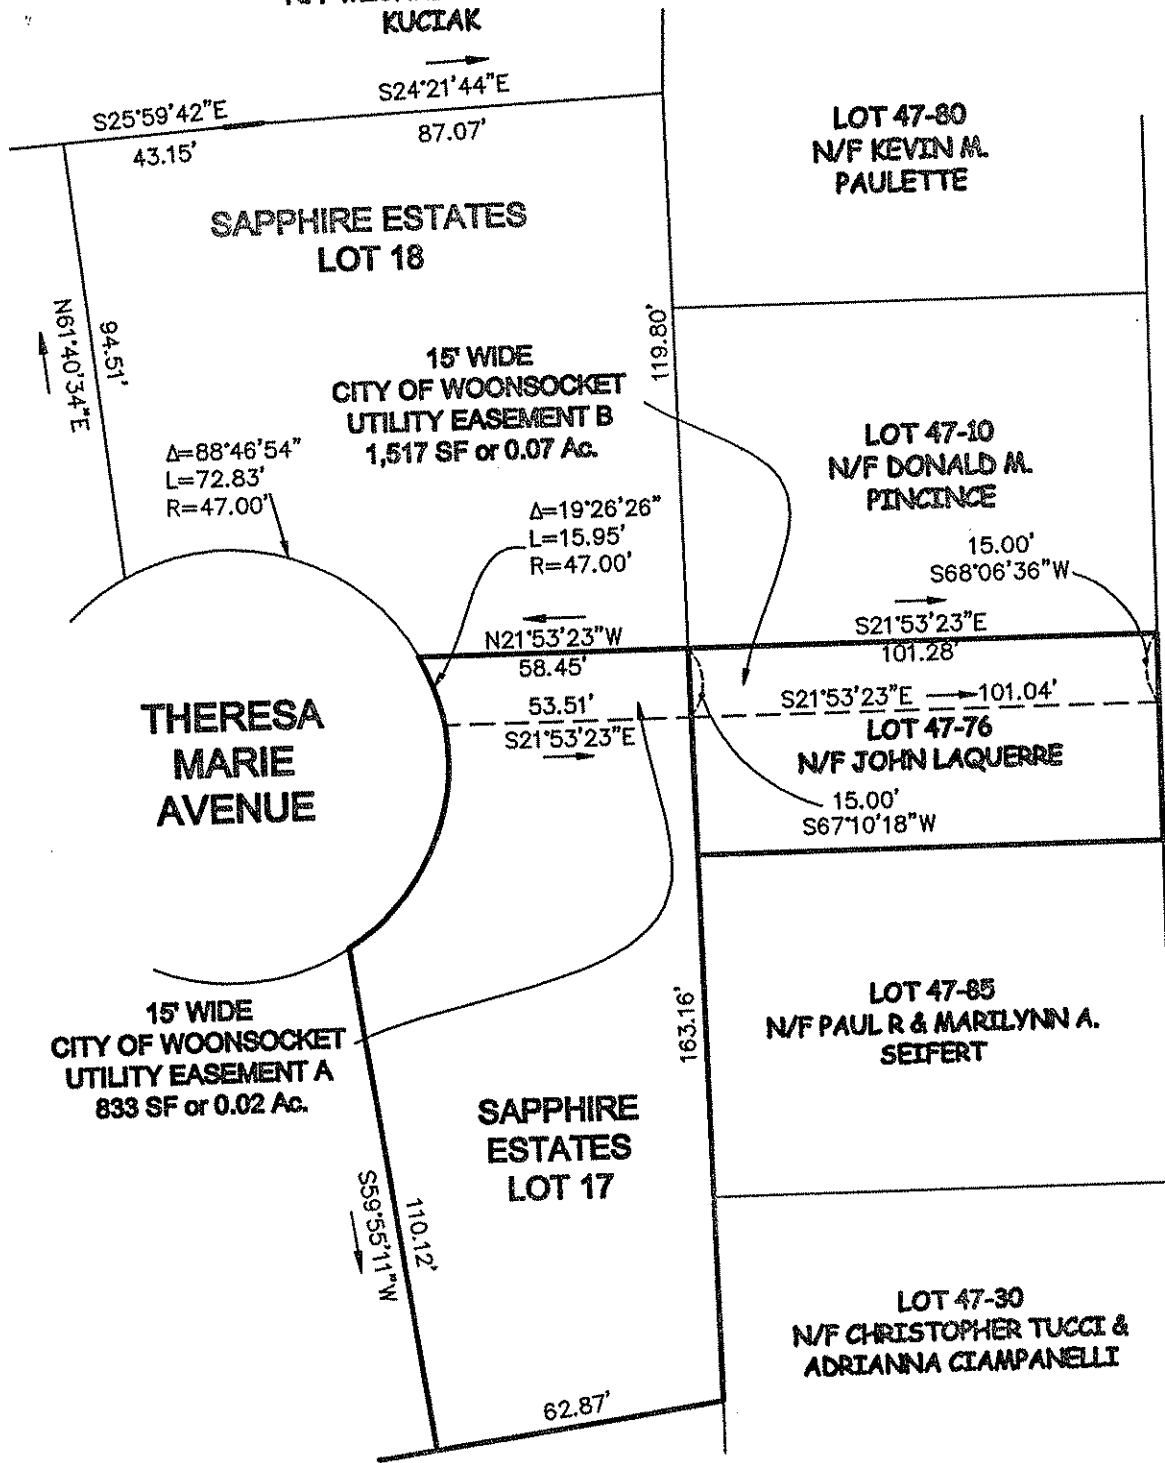 KUCIAK
S25°59'42"E
43.15'
S24°21'44"E
87.07'
LOT 47-80
N/F KEVIN M.
PAULETTE
SAPPHIRE ESTATES
LOT 18
N61°40'34"E
94.51'
119.80'
15' WIDE
CITY OF WOONSOCKET
UTILITY EASEMENT B
1,517 SF or 0.07 Ac.
Δ=88°46'54"
L=72.83'
R=47.00'
Δ=19°26'26"
L=15.95'
R=47.00'
LOT 47-10
N/F DONALD M.
PINCINCE
15.00'
S68°06'36"W
N21°53'23"W
58.45'
S21°53'23"E
101.28'
53.51'
S21°53'23"E
S21°53'23"E 101.04'
LOT 47-76
N/F JOHN LAQUERRE
15.00'
S67°10'18"W
THERESA
MARIE
AVENUE
15' WIDE
CITY OF WOONSOCKET
UTILITY EASEMENT A
833 SF or 0.02 Ac.
163.16'
LOT 47-85
N/F PAUL R & MARILYNN A.
SEIFERT
SAPPHIRE
ESTATES
LOT 17
S59°55'11"W
110.12'
62.87'
LOT 47-30
N/F CHRISTOPHER TUCCI &
ADRIANNA CIAMPANELLI